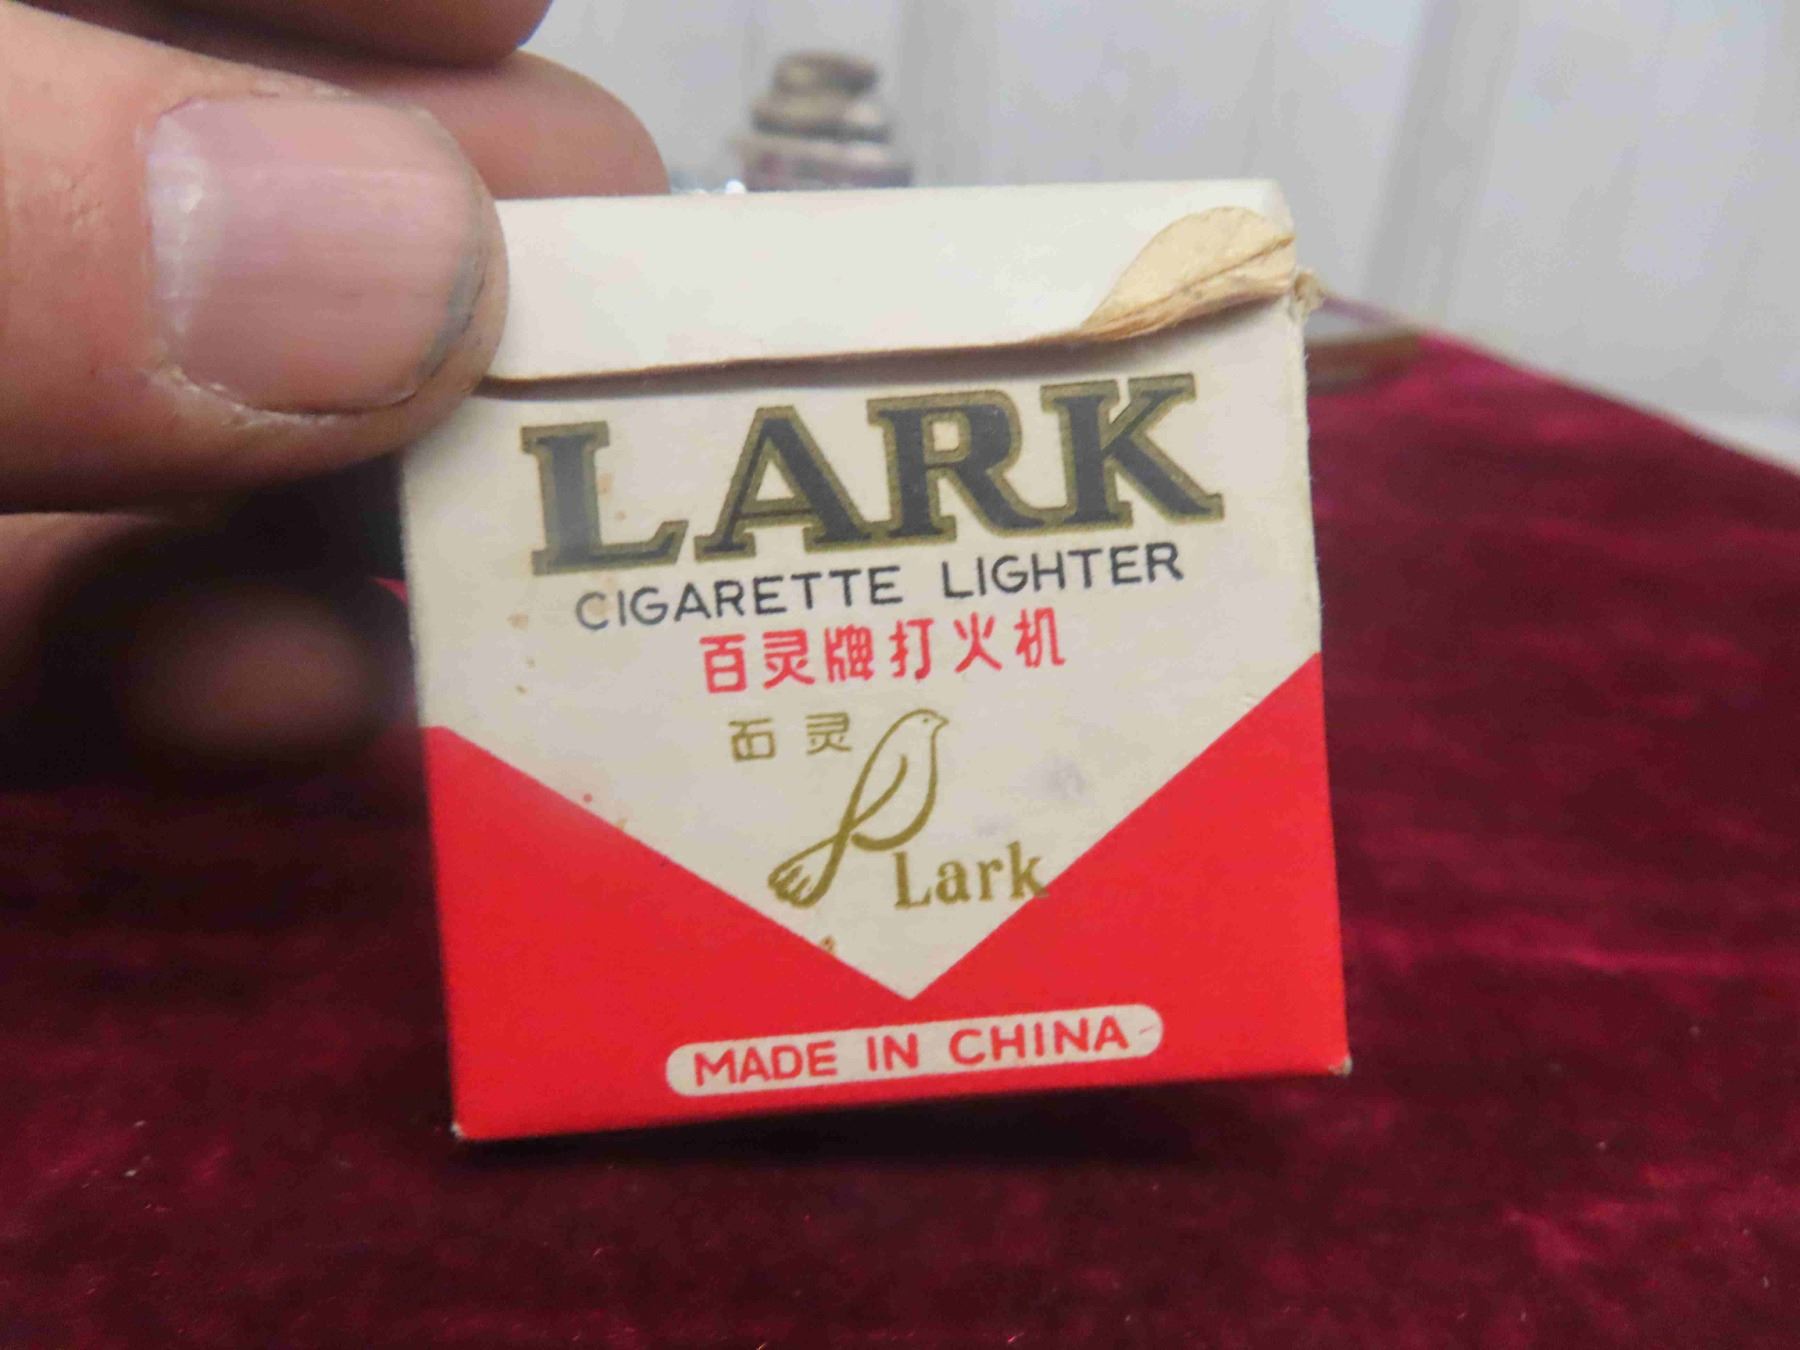 LARK
CIGARETTE LIGHTER
百灵牌打火机
百灵
Lark
MADE IN CHINA